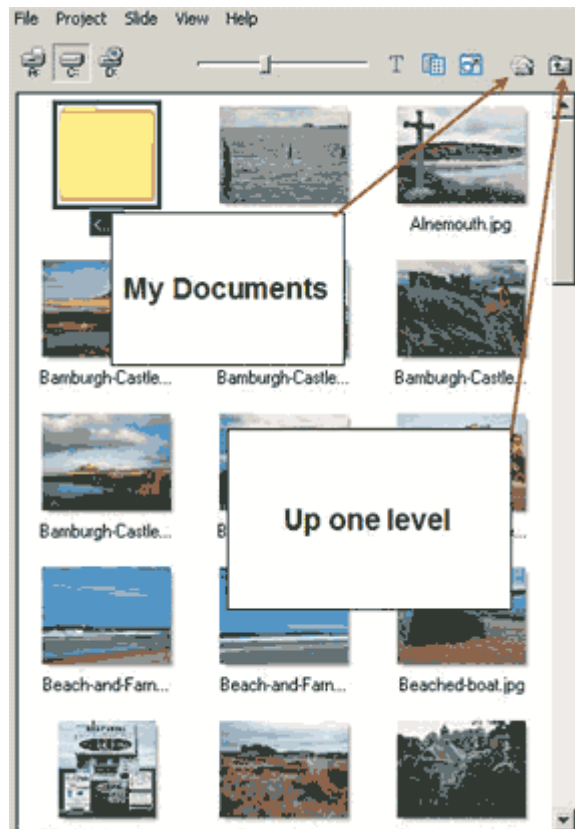 File Project Slide View Help
A: C: D: T
<..
Alnemouth.jpg
My Documents
Bamburgh-Castle... Bamburgh-Castle... Bamburgh-Castle...
Bamburgh-Castle... B
Up one level
Beach-and-Farn... Beach-and-Farn... Beached-boat.jpg